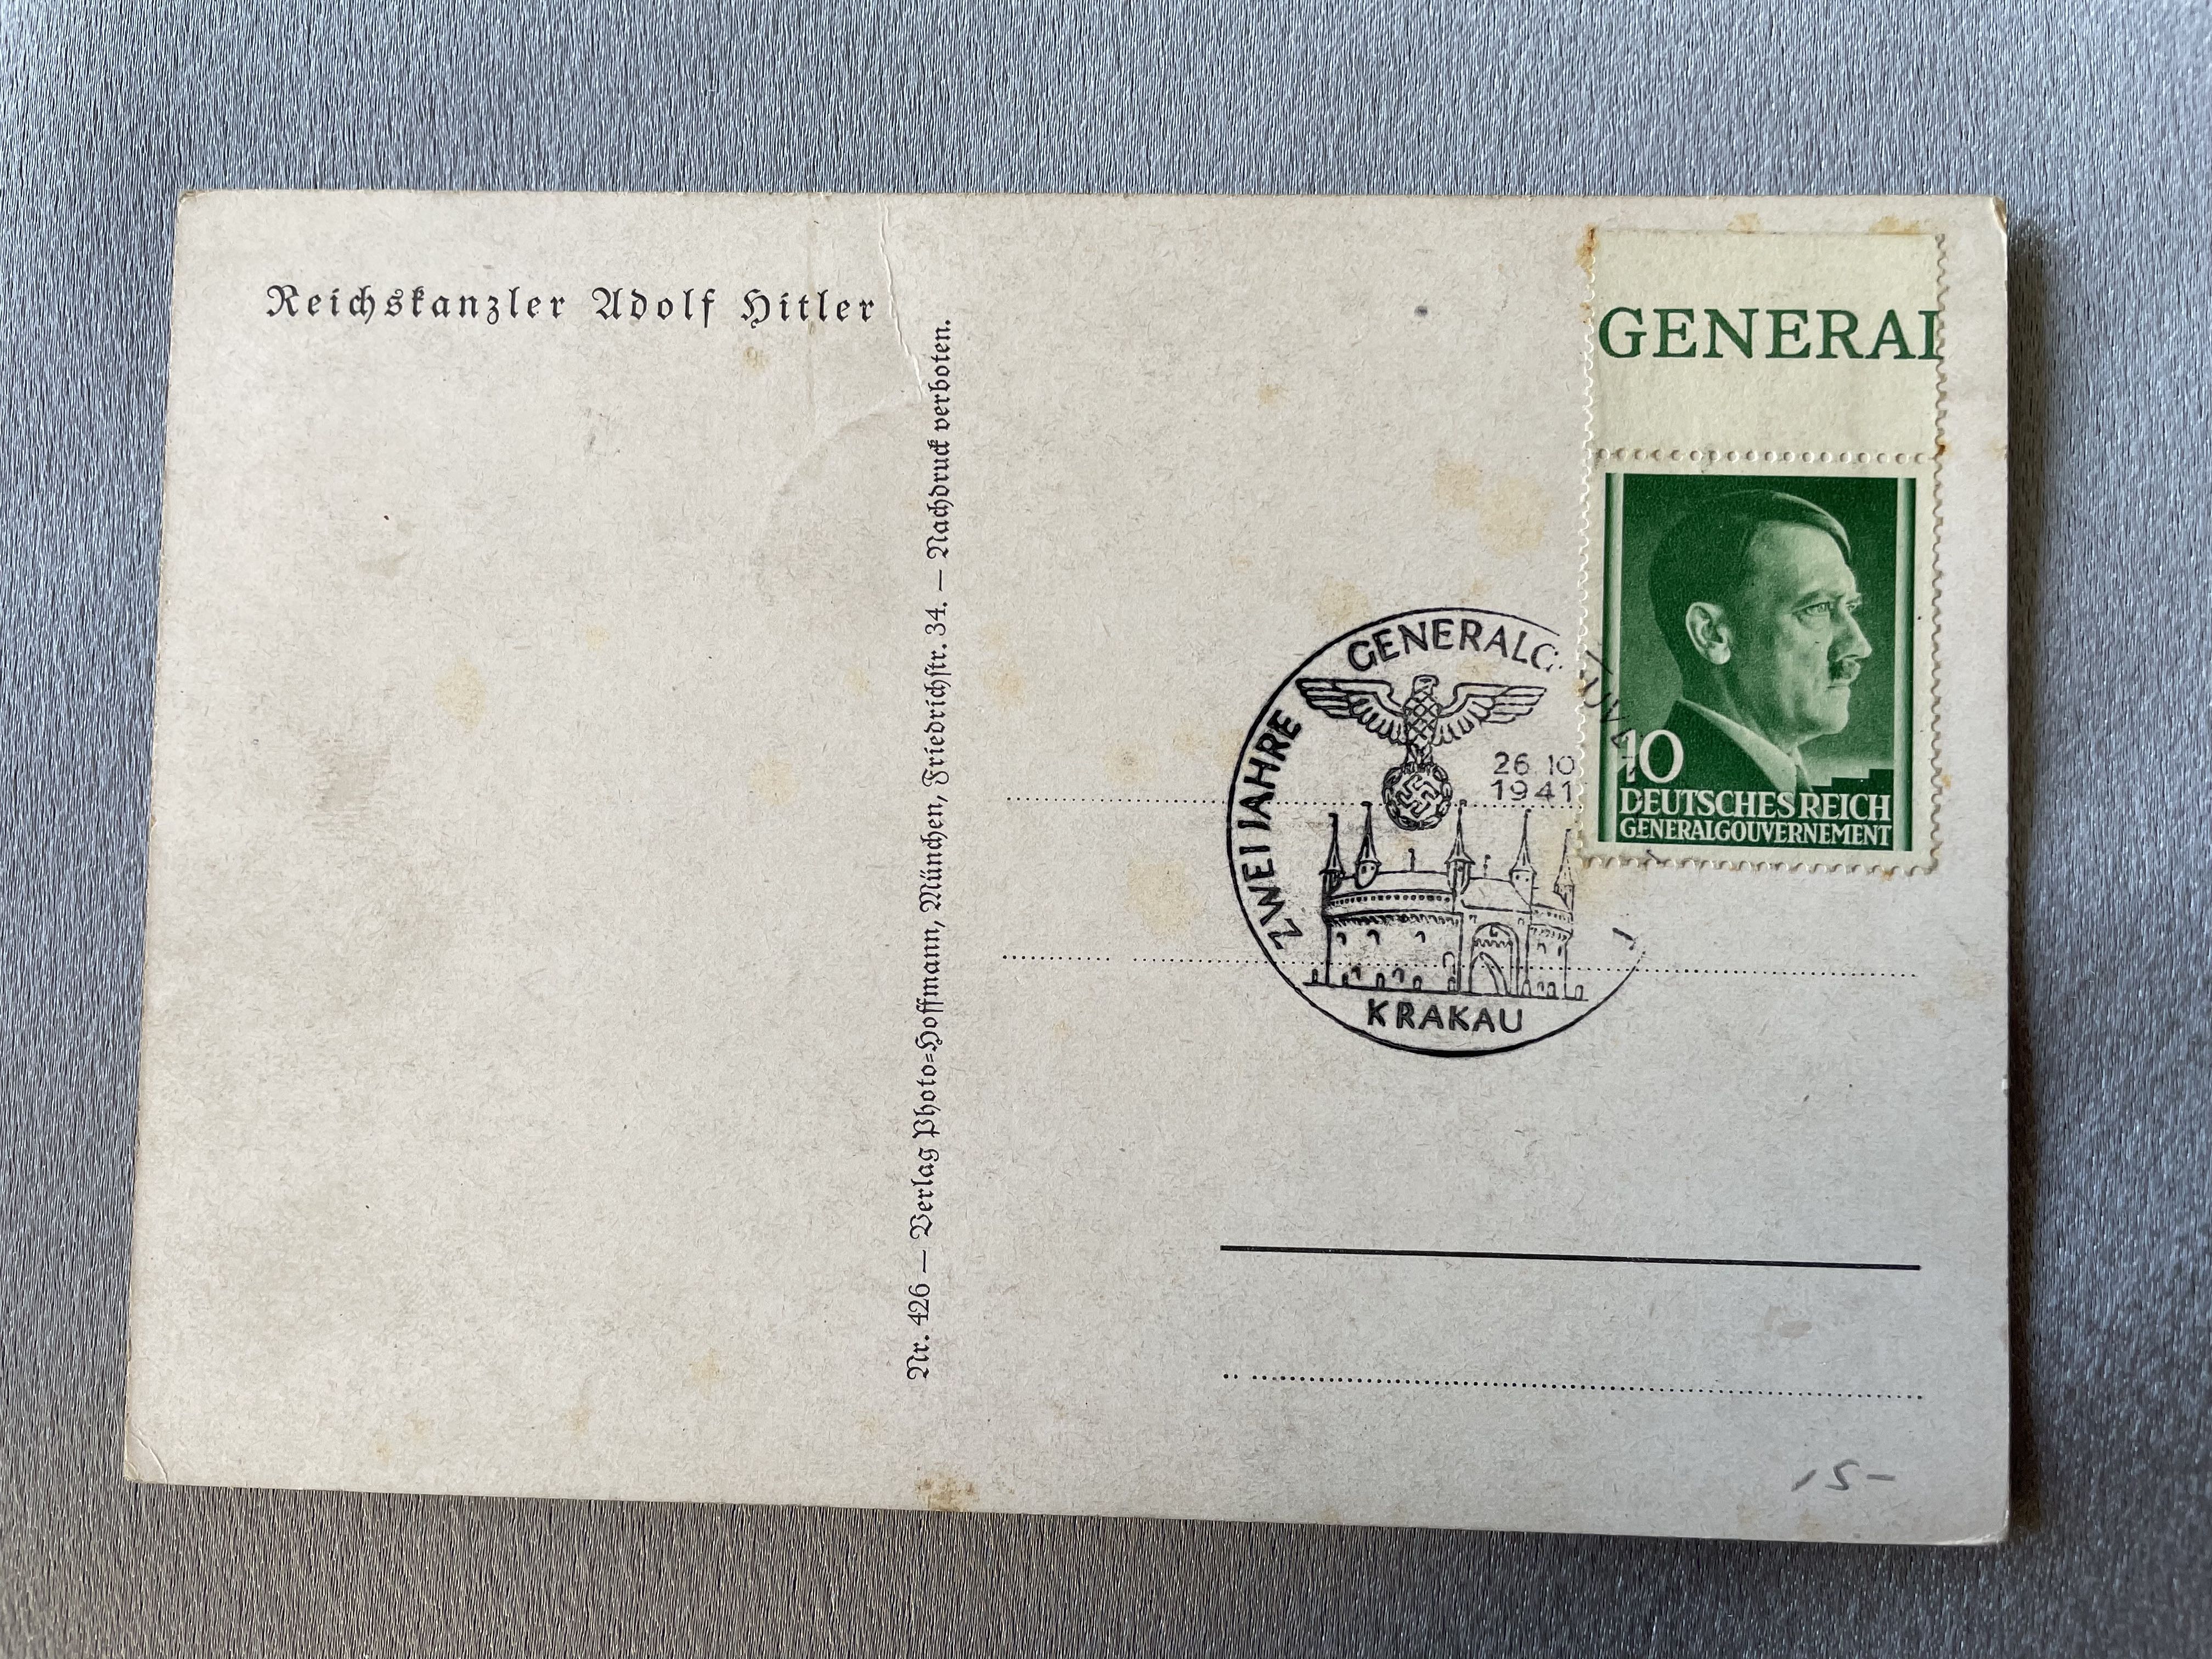 Reichskanzler Adolf Hitler
Nr. 426 — Verlag Photo=Hoffmann, München, Friedrichstr. 34. — Nachdruck verboten.
GENERAL
10
DEUTSCHES REICH
GENERALGOUVERNEMENT
ZWEI JAHRE GENERALG OUVE
26 10
1941
KRAKAU
15-